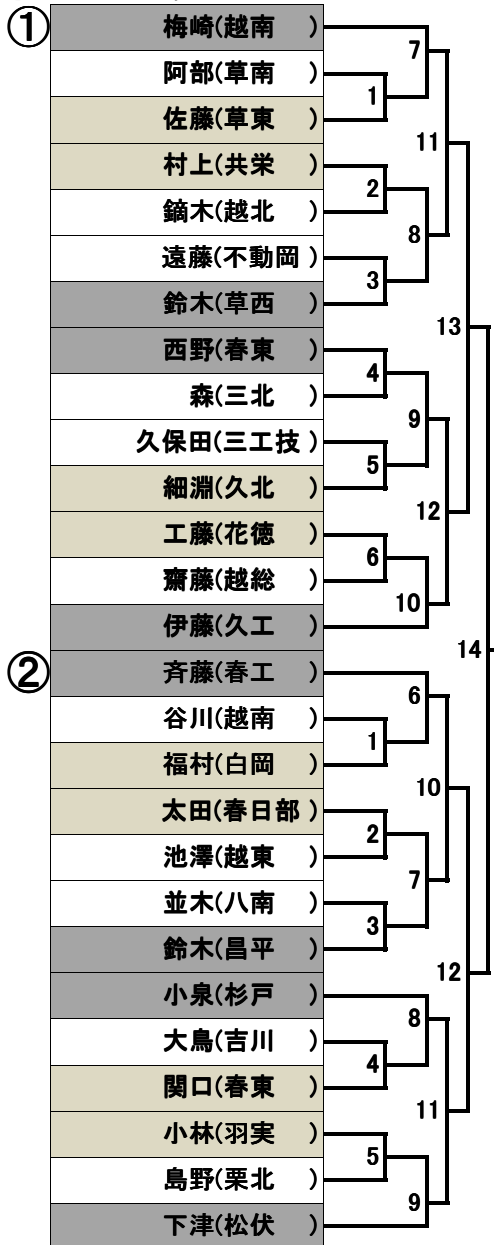 ① 梅崎(越南 ) 7
阿部(草南 )
1
佐藤(草東 )
11
村上(共栄 )
2
鏑木(越北 )
8
遠藤(不動岡 )
3
鈴木(草西 )
13
西野(春東 )
4
森(三北 )
9
久保田(三工技 )
5
細淵(久北 )
12
工藤(花徳 )
6
齋藤(越総 )
10
伊藤(久工 )
14
② 斉藤(春工 )
6
谷川(越南 )
1
福村(白岡 )
10
太田(春日部 )
2
池澤(越東 )
7
並木(八南 )
3
鈴木(昌平 )
12
小泉(杉戸 )
8
大鳥(吉川 )
4
関口(春東 )
11
小林(羽実 )
5
島野(栗北 )
9
下津(松伏 )